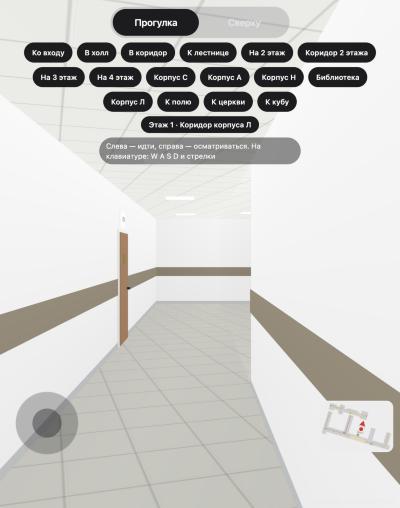 Прогулка
Сверху
Ко входу
В холл
В коридор
К лестнице
На 2 этаж
Коридор 2 этажа
На 3 этаж
На 4 этаж
Корпус С
Корпус А
Корпус Н
Библиотека
Корпус Л
К полю
К церкви
К кубу
Этаж 1 · Коридор корпуса Л
Слева — идти, справа — осматриваться. На
клавиатуре: W A S D и стрелки